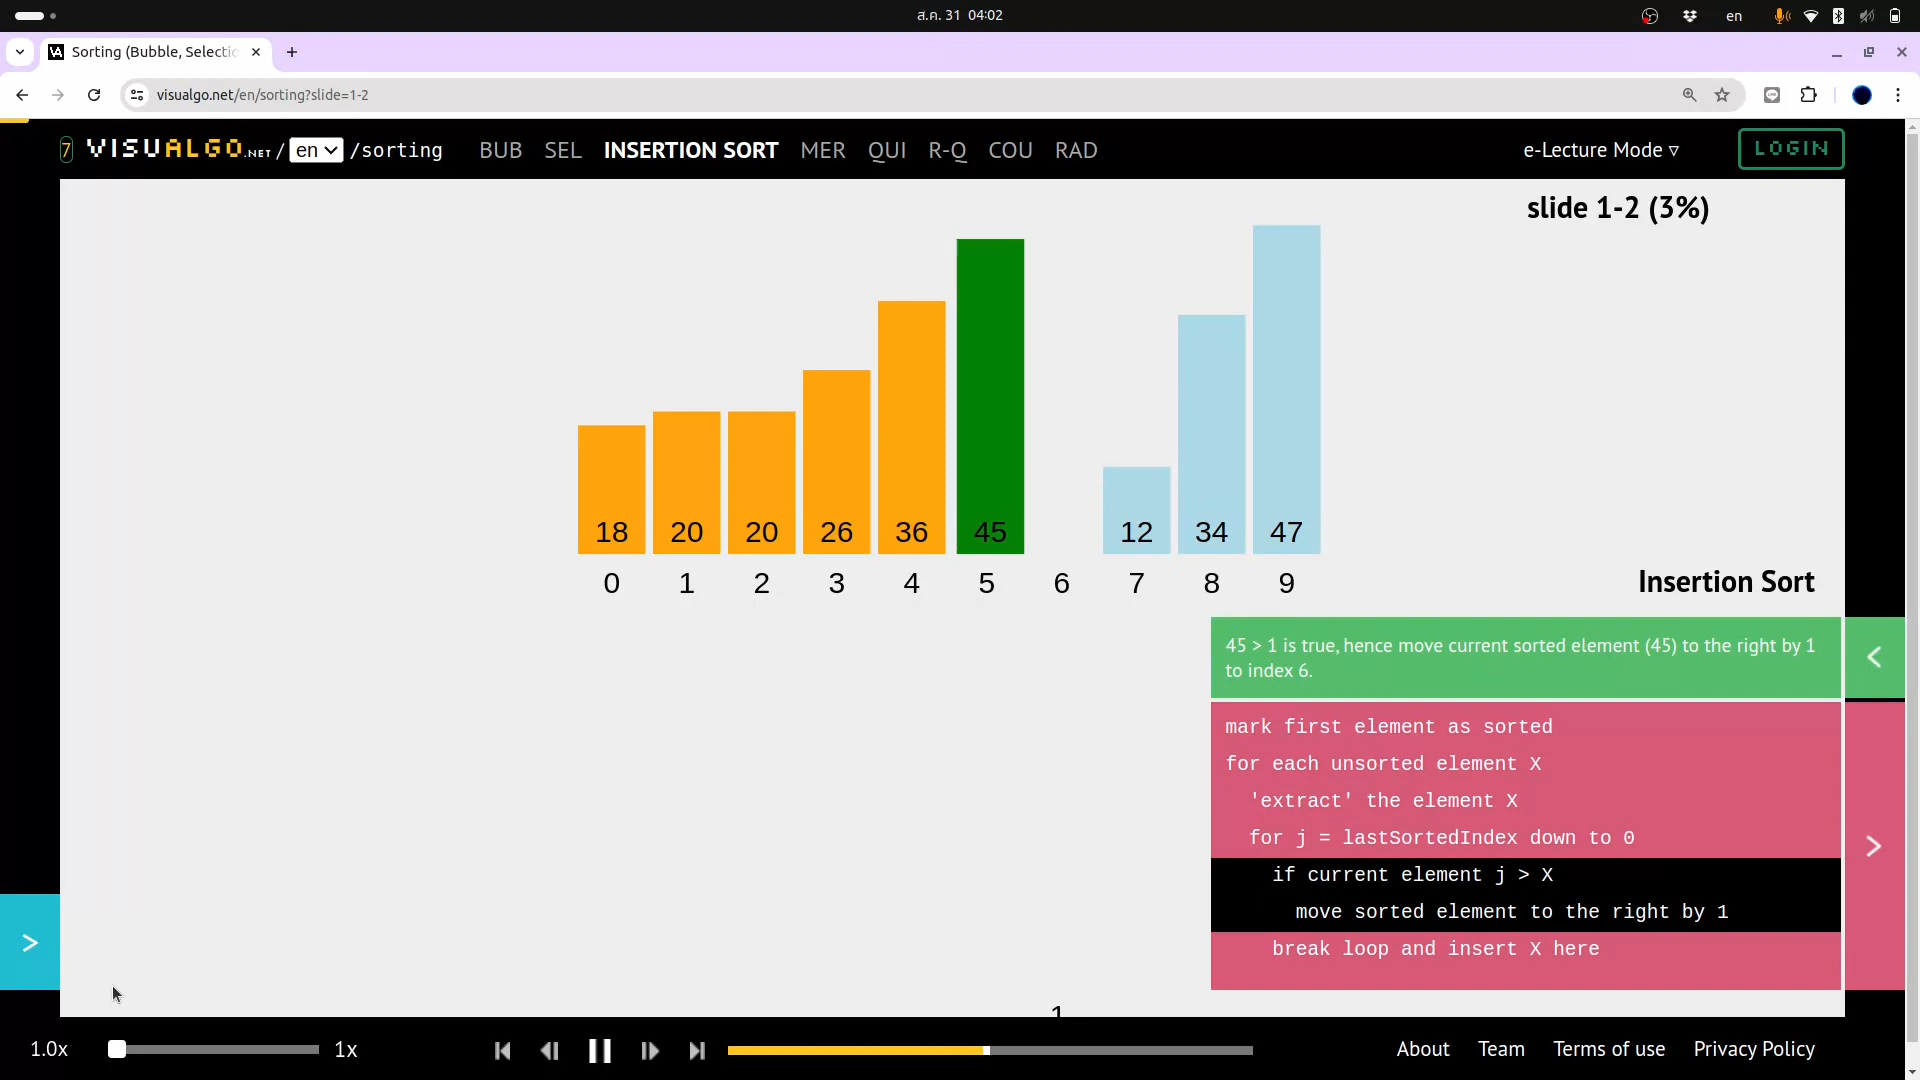 ส.ค. 31 04:02
en
Sorting (Bubble, Selectio
visualgo.net/en/sorting?slide=1-2
7 VISUALGO.NET / en /sorting BUB SEL INSERTION SORT MER QUI R-Q COU RAD e-Lecture Mode ▿ LOGIN
slide 1-2 (3%)
18 20 20 26 36 45 12 34 47
0 1 2 3 4 5 6 7 8 9
Insertion Sort
45 > 1 is true, hence move current sorted element (45) to the right by 1
to index 6.
mark first element as sorted
for each unsorted element X
'extract' the element X
for j = lastSortedIndex down to 0
if current element j > X
move sorted element to the right by 1
break loop and insert X here
1
1.0x 1x About Team Terms of use Privacy Policy